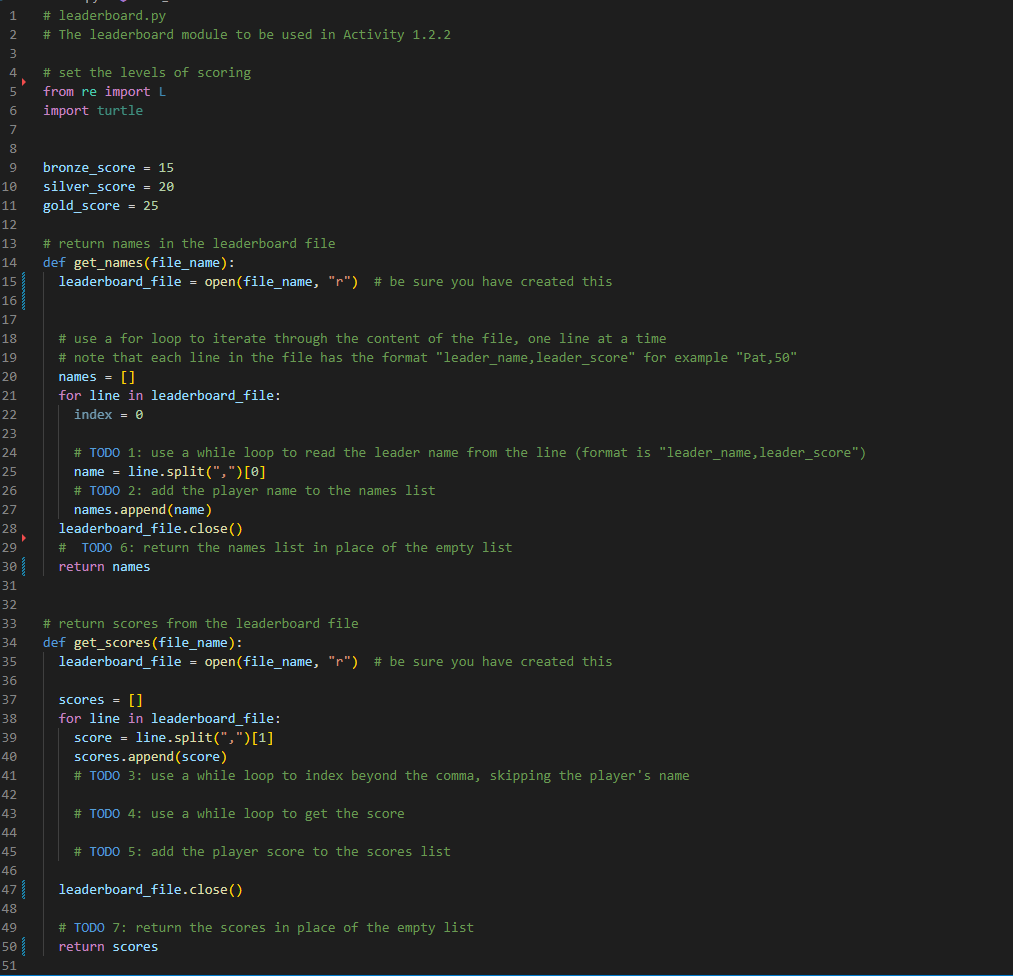 1 # leaderboard.py
2 # The leaderboard module to be used in Activity 1.2.2
3
4 # set the levels of scoring
5 from re import L
6 import turtle
7
8
9 bronze_score = 15
10 silver_score = 20
11 gold_score = 25
12
13 # return names in the leaderboard file
14 def get_names(file_name):
15 leaderboard_file = open(file_name, "r")  # be sure you have created this
16
17
18 # use a for loop to iterate through the content of the file, one line at a time
19 # note that each line in the file has the format "leader_name,leader_score" for example "Pat,50"
20 names = []
21 for line in leaderboard_file:
22 index = 0
23
24 # TODO 1: use a while loop to read the leader name from the line (format is "leader_name,leader_score")
25 name = line.split(",")[0]
26 # TODO 2: add the player name to the names list
27 names.append(name)
28 leaderboard_file.close()
29 #  TODO 6: return the names list in place of the empty list
30 return names
31
32
33 # return scores from the leaderboard file
34 def get_scores(file_name):
35 leaderboard_file = open(file_name, "r")  # be sure you have created this
36
37 scores = []
38 for line in leaderboard_file:
39 score = line.split(",")[1]
40 scores.append(score)
41 # TODO 3: use a while loop to index beyond the comma, skipping the player's name
42
43 # TODO 4: use a while loop to get the score
44
45 # TODO 5: add the player score to the scores list
46
47 leaderboard_file.close()
48
49 # TODO 7: return the scores in place of the empty list
50 return scores
51